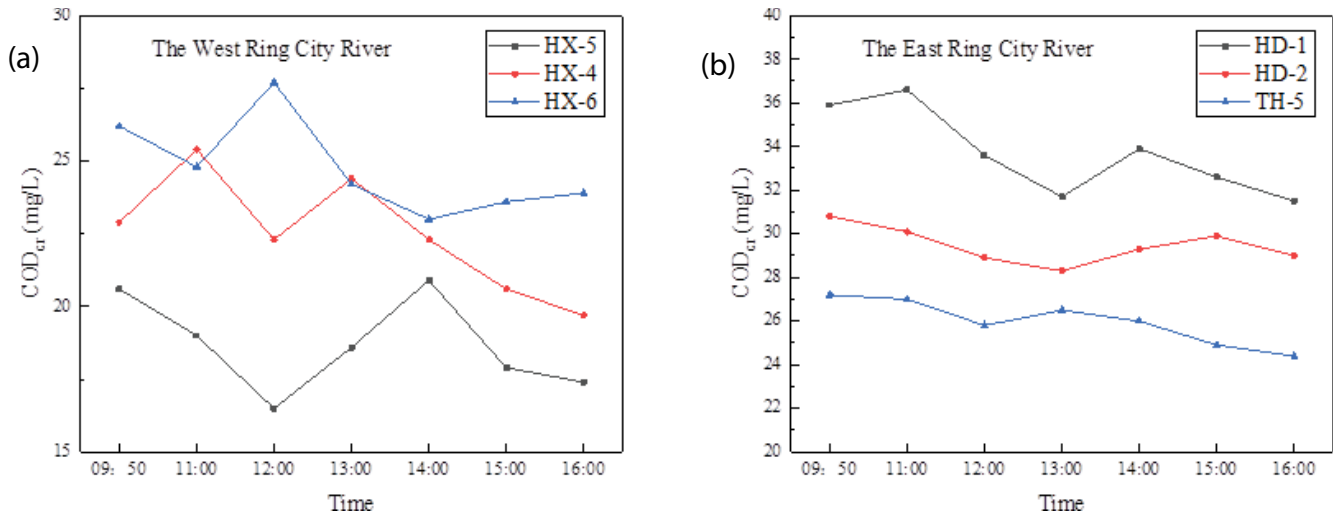 (a)
The West Ring City River
HX-5
HX-4
HX-6
30
25
20
15
CODcr (mg/L)
09: 50 11:00 12:00 13:00 14:00 15:00 16:00
Time
(b)
The East Ring City River
HD-1
HD-2
TH-5
40
38
36
34
32
30
28
26
24
22
20
CODcr (mg/L)
09: 50 11:00 12:00 13:00 14:00 15:00 16:00
Time